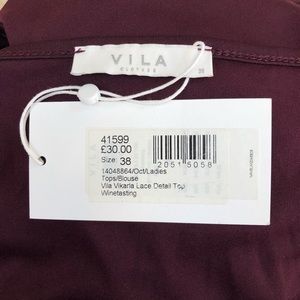 VILA
CLOTHES
38
41599
£30.00
Size: 38
20515058
14048864/Oct/Ladies
Tops/Blouse
Vila Vikarla Lace Detail Top
Winetasting